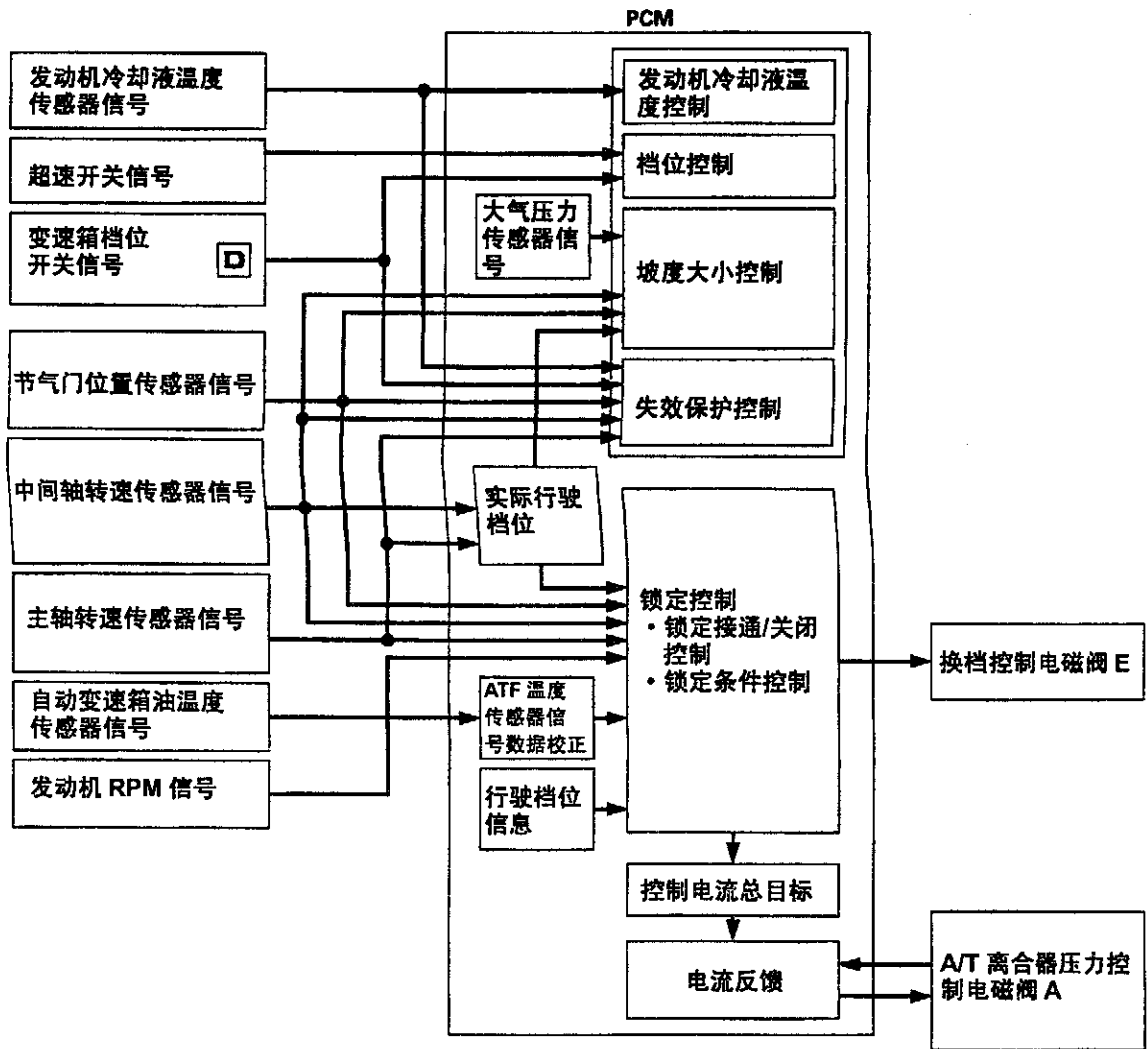 PCM
发动机冷却液温度
传感器信号
超速开关信号
变速箱档位
开关信号
D
节气门位置传感器信号
中间轴转速传感器信号
主轴转速传感器信号
自动变速箱油温度
传感器信号
发动机 RPM 信号
发动机冷却液温
度控制
档位控制
大气压力
传感器信
号
坡度大小控制
失效保护控制
实际行驶
档位
锁定控制
·锁定接通/关闭
控制
·锁定条件控制
ATF 温度
传感器信
号数据校正
行驶档位
信息
控制电流总目标
电流反馈
换档控制电磁阀 E
A/T 离合器压力控
制电磁阀 A